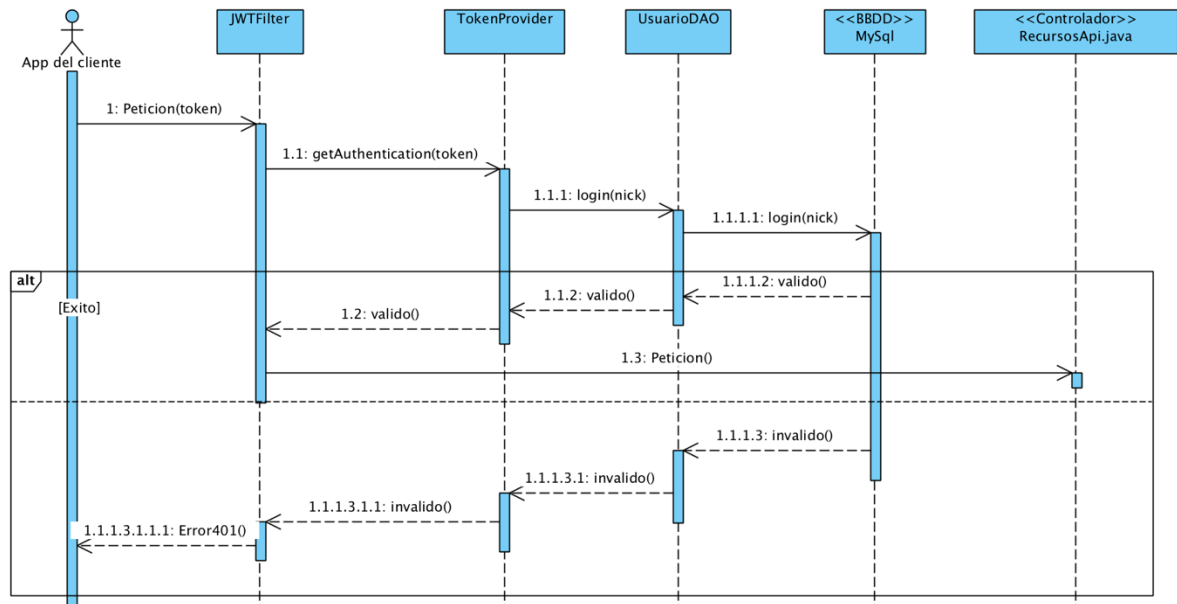 JWTFilter
TokenProvider
UsuarioDAO
<<BBDD>>
MySql
<<Controlador>>
RecursosApi.java
App del cliente
1: Peticion(token)
1.1: getAuthentication(token)
1.1.1: login(nick)
1.1.1.1: login(nick)
alt
[Exito]
1.1.1.2: valido()
1.1.2: valido()
1.2: valido()
1.3: Peticion()
1.1.1.3: invalido()
1.1.1.3.1: invalido()
1.1.1.3.1.1: invalido()
1.1.1.3.1.1.1: Error401()